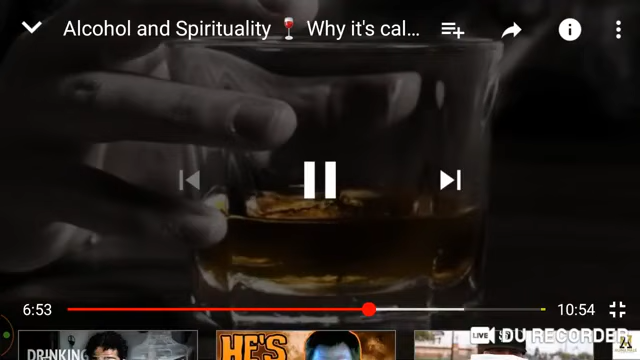 Alcohol and Spirituality 🍷 Why it's cal...
6:53
10:54
LIVE DU RECORDER
DRINKING
HE'S